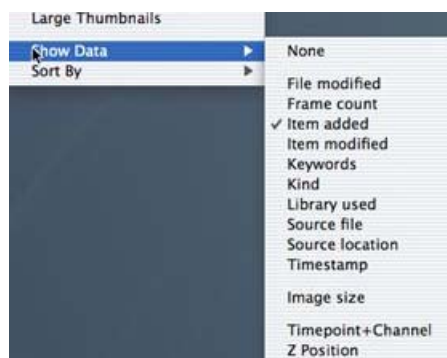 Large Thumbnails
Show Data
Sort By
None
File modified
Frame count
✓ Item added
Item modified
Keywords
Kind
Library used
Source file
Source location
Timestamp
Image size
Timepoint+Channel
Z Position